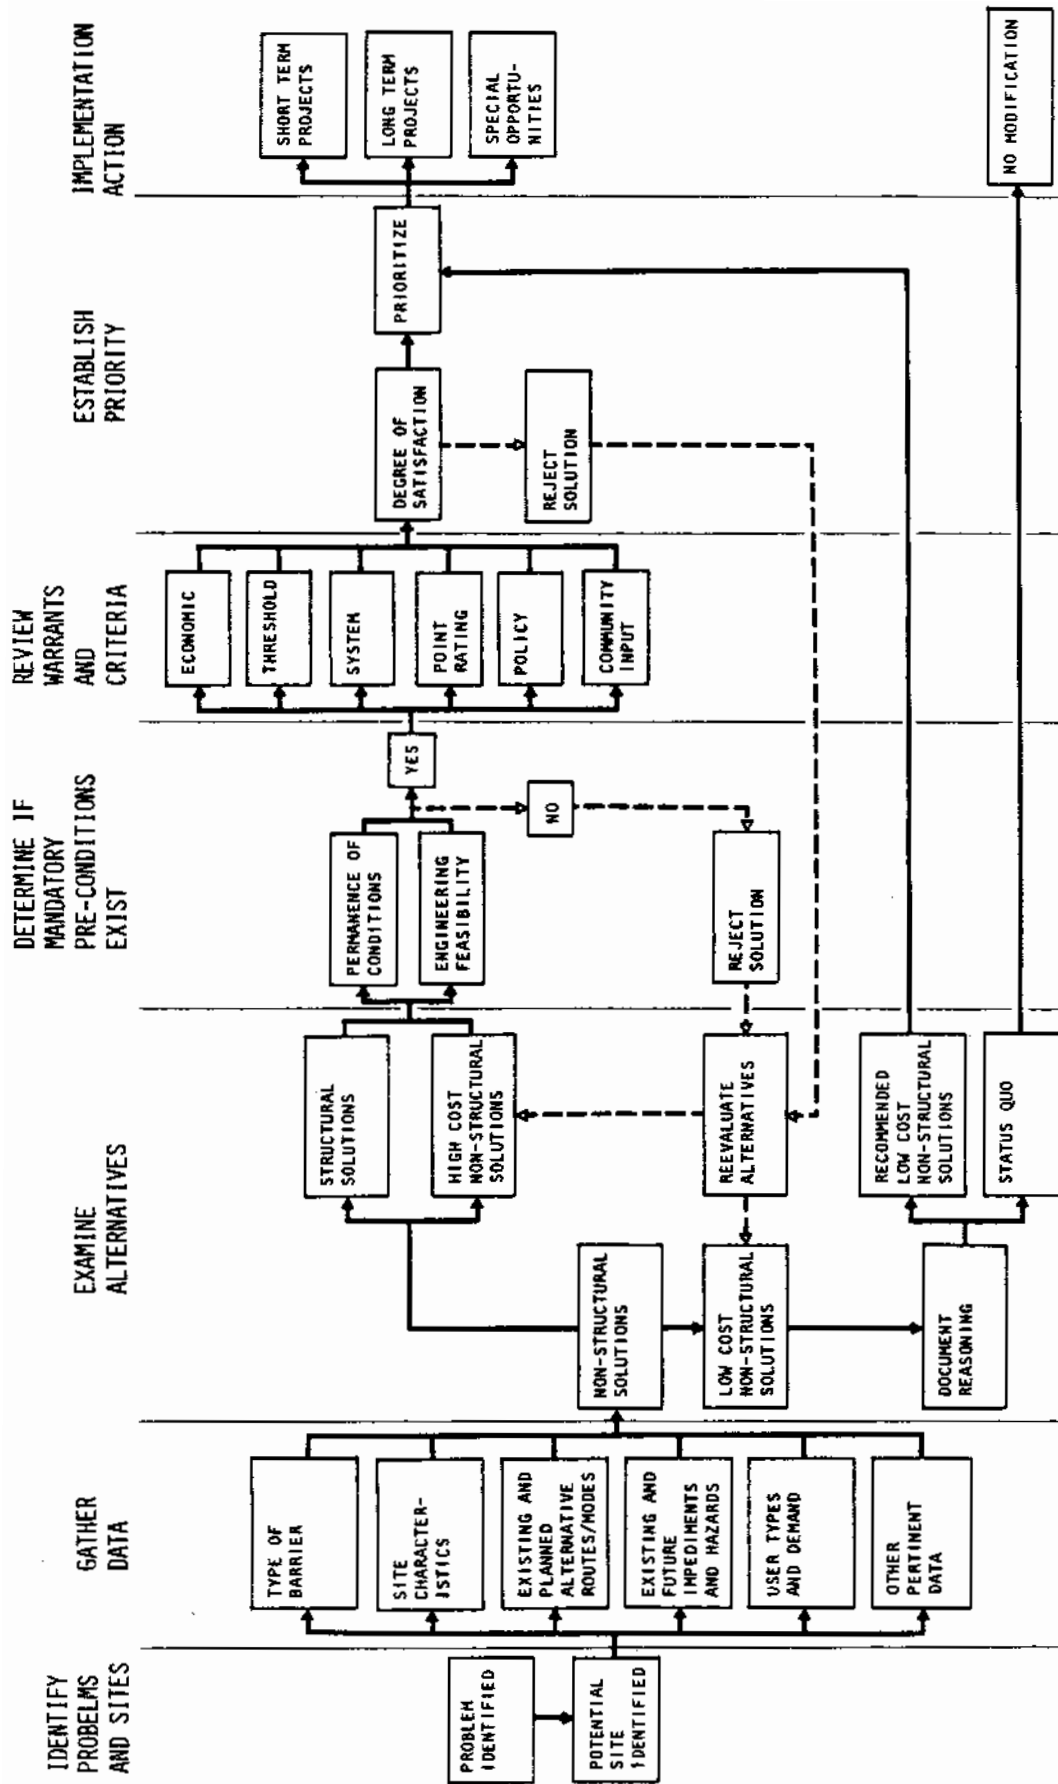 IDENTIFY
PROBELMS
AND SITES
GATHER
DATA
EXAMINE
ALTERNATIVES
DETERMINE IF
MANDATORY
PRE-CONDITIONS
EXIST
REVIEW
WARRANTS
AND
CRITERIA
ESTABLISH
PRIORITY
IMPLEMENTATION
ACTION
PROBLEM
IDENTIFIED
POTENTIAL
SITE
IDENTIFIED
TYPE OF
BARRIER
SITE
CHARACTER-
ISTICS
EXISTING AND
PLANNED
ALTERNATIVE
ROUTES/MODES
EXISTING AND
FUTURE
IMPEDIMENTS
AND HAZARDS
USER TYPES
AND DEMAND
OTHER
PERTINENT
DATA
NON-STRUCTURAL
SOLUTIONS
LOW COST
NON-STRUCTURAL
SOLUTIONS
DOCUMENT
REASONING
STRUCTURAL
SOLUTIONS
HIGH COST
NON-STRUCTURAL
SOLUTIONS
REEVALUATE
ALTERNATIVES
RECOMMENDED
LOW COST
NON-STRUCTURAL
SOLUTIONS
STATUS QUO
PERMANENCE OF
CONDITIONS
ENGINEERING
FEASIBILITY
REJECT
SOLUTION
YES
NO
ECONOMIC
THRESHOLD
SYSTEM
POINT
RATING
POLICY
COMMUNITY
INPUT
DEGREE OF
SATISFACTION
REJECT
SOLUTION
PRIORITIZE
SHORT TERM
PROJECTS
LONG TERM
PROJECTS
SPECIAL
OPPORTU-
NITIES
NO MODIFICATION